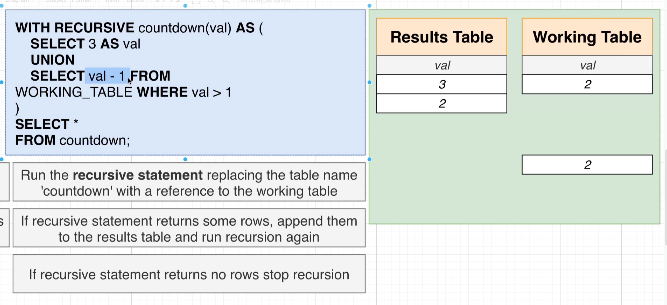 WITH RECURSIVE countdown(val) AS (
SELECT 3 AS val
UNION
SELECT val - 1 FROM
WORKING_TABLE WHERE val > 1
)
SELECT *
FROM countdown;
Results Table
val
3
2
Working Table
val
2
2
Run the recursive statement replacing the table name
'countdown' with a reference to the working table
s
If recursive statement returns some rows, append them
to the results table and run recursion again
If recursive statement returns no rows stop recursion